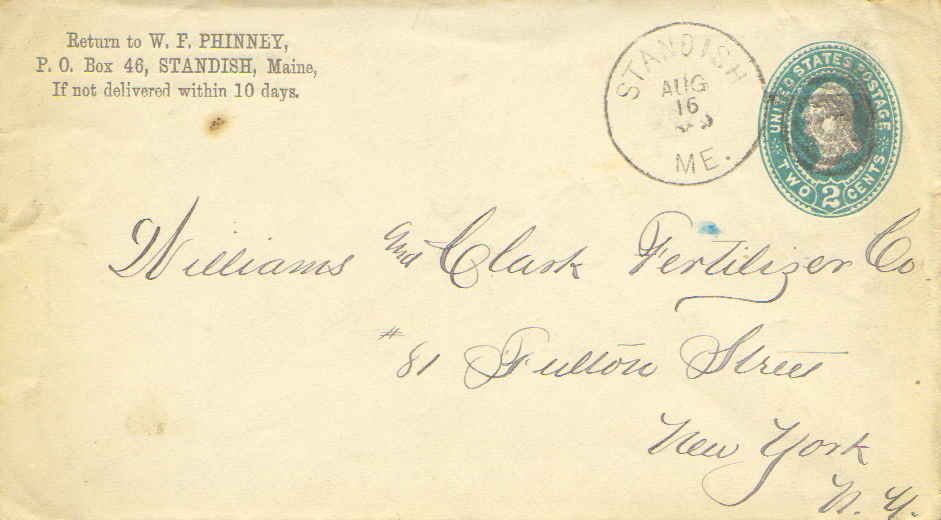 Return to W. F. PHINNEY,
P. O. Box 46, STANDISH, Maine,
If not delivered within 10 days.
STANDISH
AUG
16
ME.
UNITED STATES POSTAGE
TWO 2 CENTS
Williams and Clark Fertilizer Co
# 81 Fulton Street
New York
N. Y.